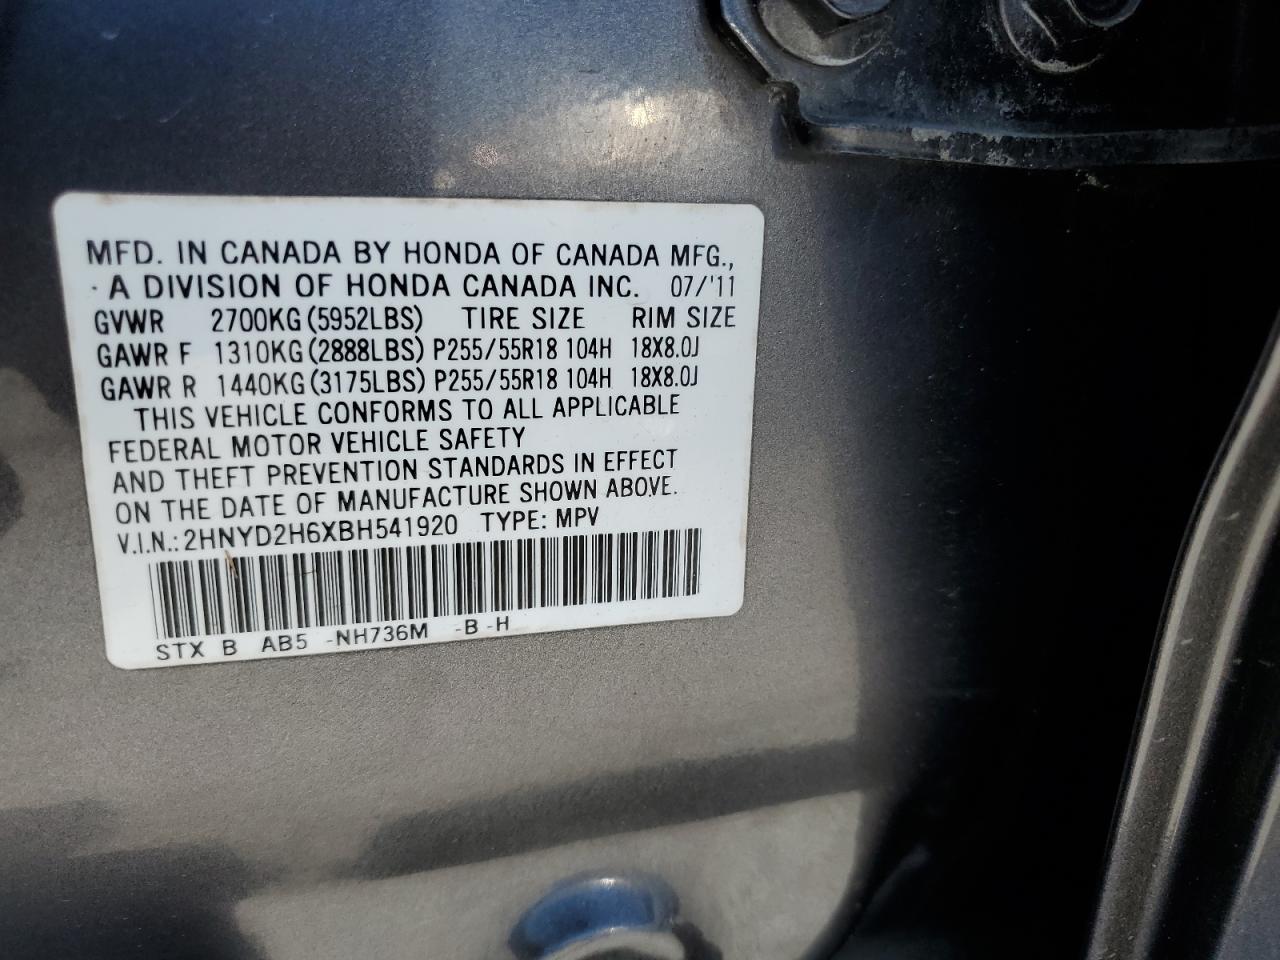 MFD. IN CANADA BY HONDA OF CANADA MFG.,
A DIVISION OF HONDA CANADA INC. 07/'11
GVWR 2700KG (5952LBS) TIRE SIZE RIM SIZE
GAWR F 1310KG (2888LBS) P255/55R18 104H 18X8.0J
GAWR R 1440KG (3175LBS) P255/55R18 104H 18X8.0J
THIS VEHICLE CONFORMS TO ALL APPLICABLE
FEDERAL MOTOR VEHICLE SAFETY
AND THEFT PREVENTION STANDARDS IN EFFECT
ON THE DATE OF MANUFACTURE SHOWN ABOVE.
V.I.N.: 2HNYD2H6XBH541920 TYPE: MPV
STX B AB5 -NH736M -B -H